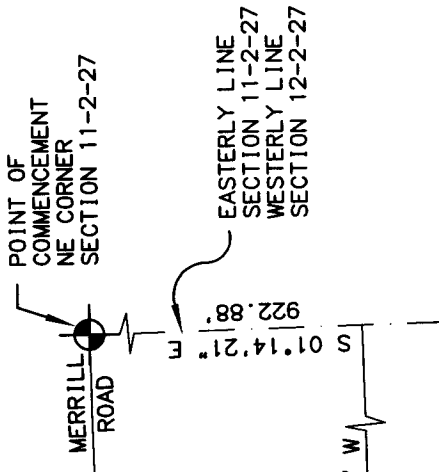 POINT OF
COMMENCEMENT
NE CORNER
SECTION 11-2-27
MERRILL
ROAD
EASTERLY LINE
SECTION 11-2-27
WESTERLY LINE
SECTION 12-2-27
S 01°14'21" E
922.88'
W